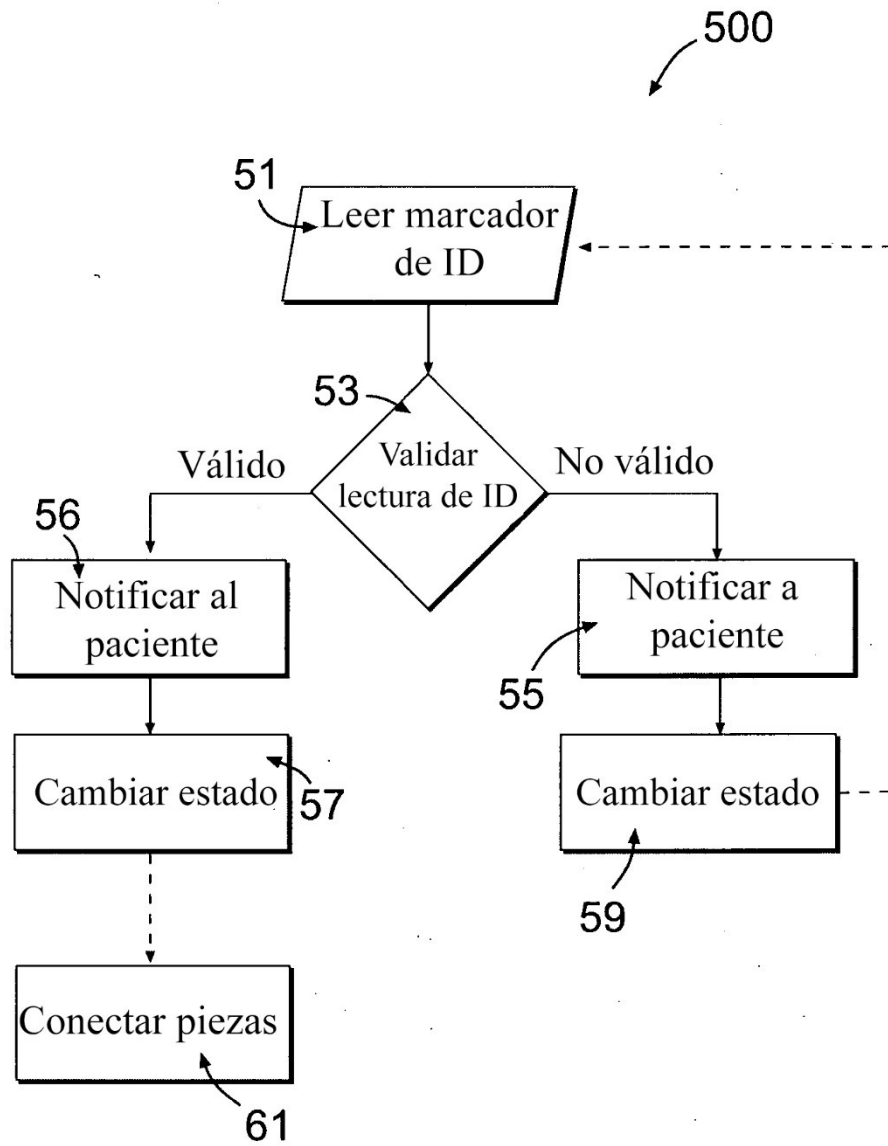 500
51
Leer marcador
de ID
53
Validar
lectura de ID
Válido
No válido
56
Notificar al
paciente
Notificar a
paciente
55
Cambiar estado
57
Cambiar estado
59
Conectar piezas
61